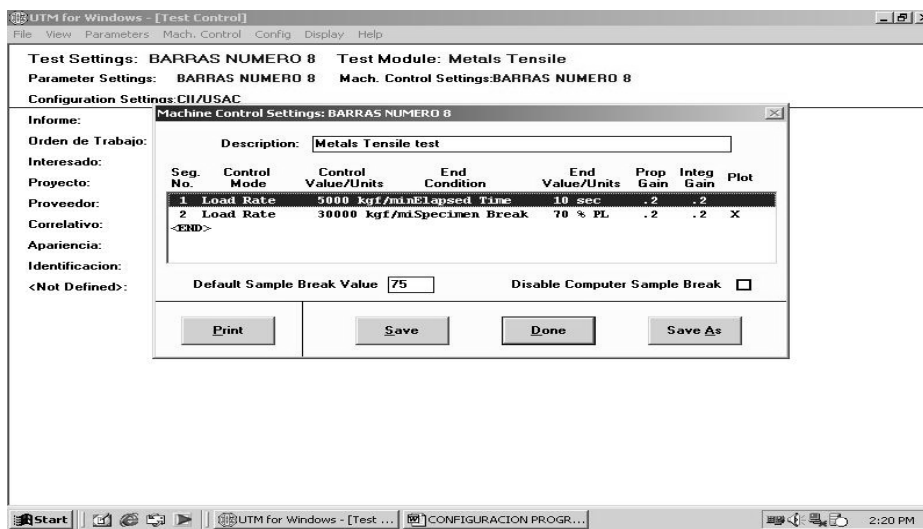 UTM for Windows - [Test Control]
File View Parameters Mach. Control Config Display Help
Test Settings: BARRAS NUMERO 8 Test Module: Metals Tensile
Parameter Settings: BARRAS NUMERO 8 Mach. Control Settings:BARRAS NUMERO 8
Configuration Settings:CII/USAC
Informe:
Orden de Trabajo:
Interesado:
Proyecto:
Proveedor:
Correlativo:
Apariencia:
Identificacion:
<Not Defined>:
Machine Control Settings: BARRAS NUMERO 8
Description: Metals Tensile test
Seg. Control Control End End Prop Integ Plot
No. Mode Value/Units Condition Value/Units Gain Gain
1 Load Rate 5000 kgf/minElapsed Time 10 sec .2 .2
2 Load Rate 30000 kgf/miSpecimen Break 70 % PL .2 .2 X
<END>
Default Sample Break Value 75 Disable Computer Sample Break
Print Save Done Save As
Start UTM for Windows - [Test ... CONFIGURACION PROGR... 2:20 PM